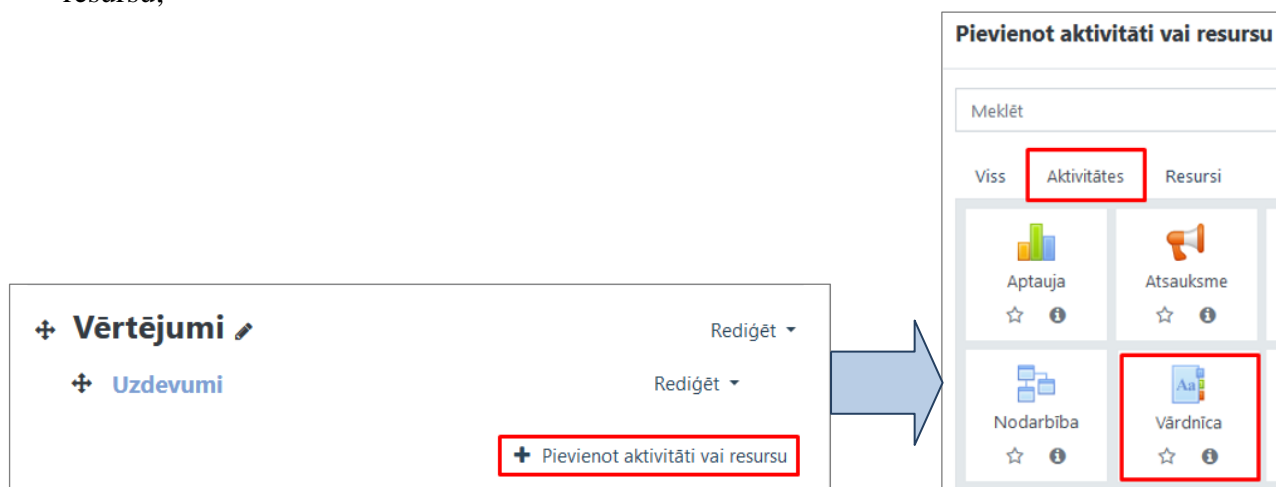 Pievienot aktivitāti vai resursu
Meklēt
Viss Aktivitātes Resursi
Aptauja Atsauksme
Nodarbība Vārdnīca
Aa
Vērtējumi Rediģēt
Uzdevumi Rediģēt
Pievienot aktivitāti vai resursu